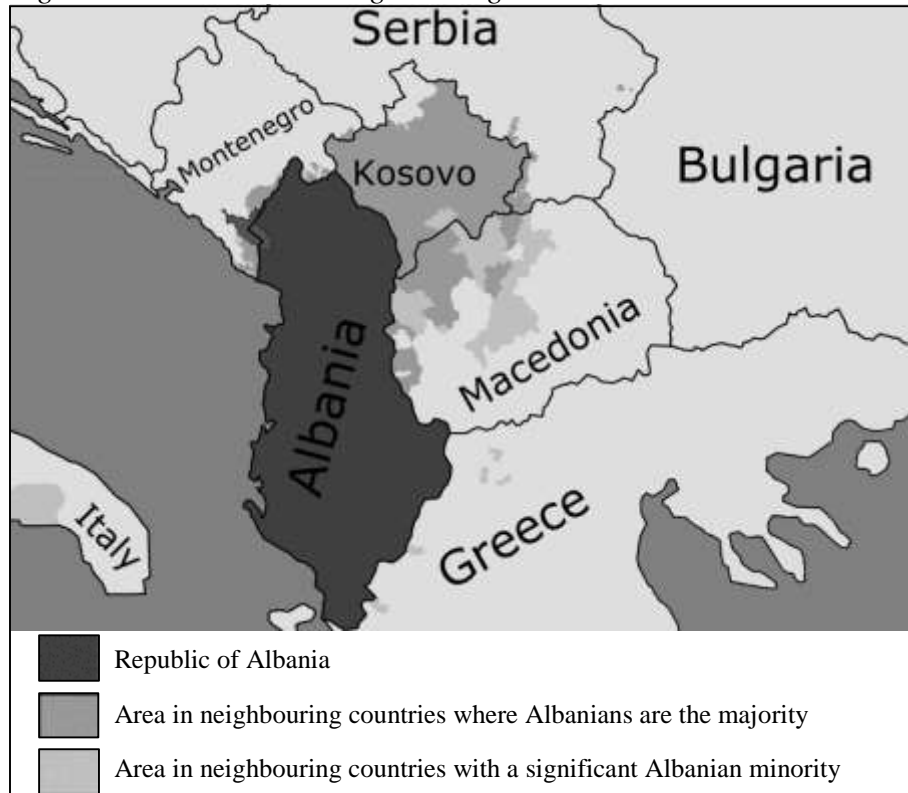 Serbia
Montenegro
Kosovo
Bulgaria
Albania
Macedonia
Italy
Greece
Republic of Albania
Area in neighbouring countries where Albanians are the majority
Area in neighbouring countries with a significant Albanian minority